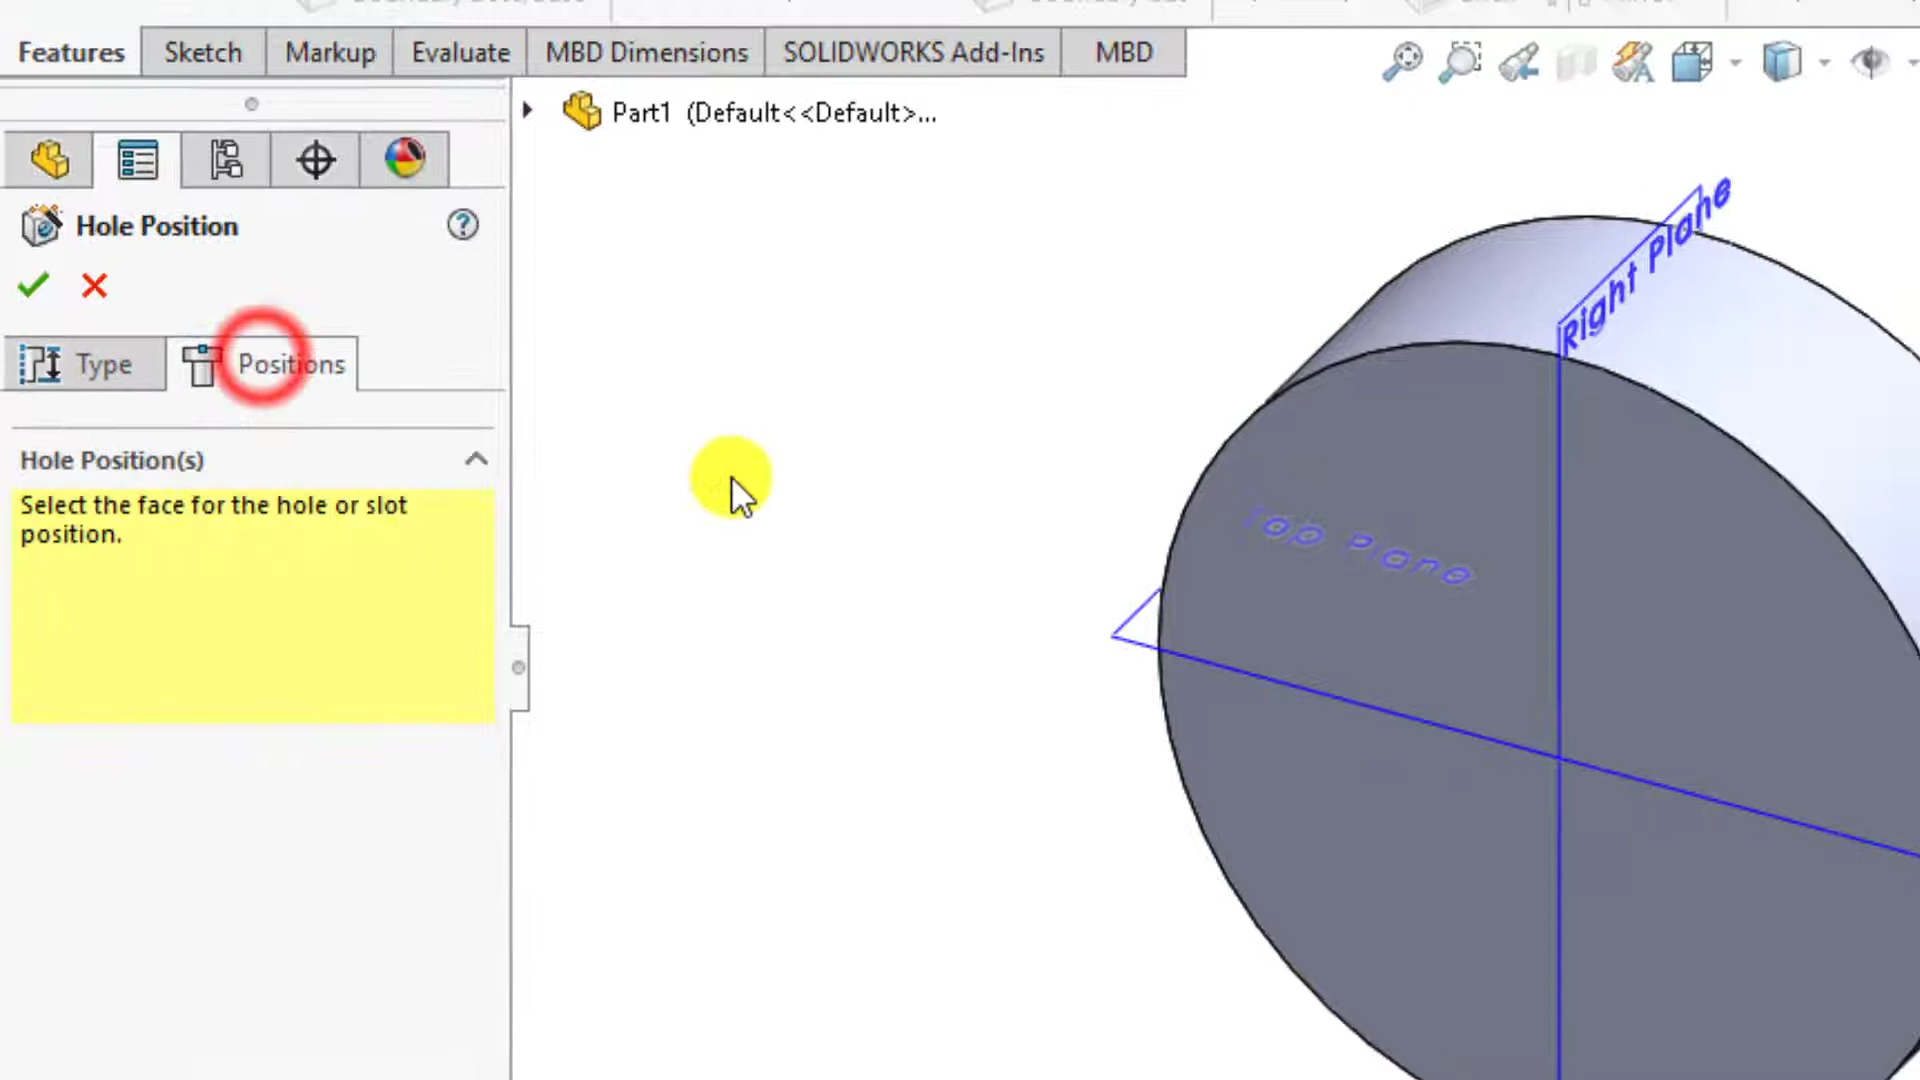 Features Sketch Markup Evaluate MBD Dimensions SOLIDWORKS Add-Ins MBD
Part1 (Default<<Default>...
Hole Position
Type Positions
Hole Position(s)
Select the face for the hole or slot
position.
Right Plane
Top Plane